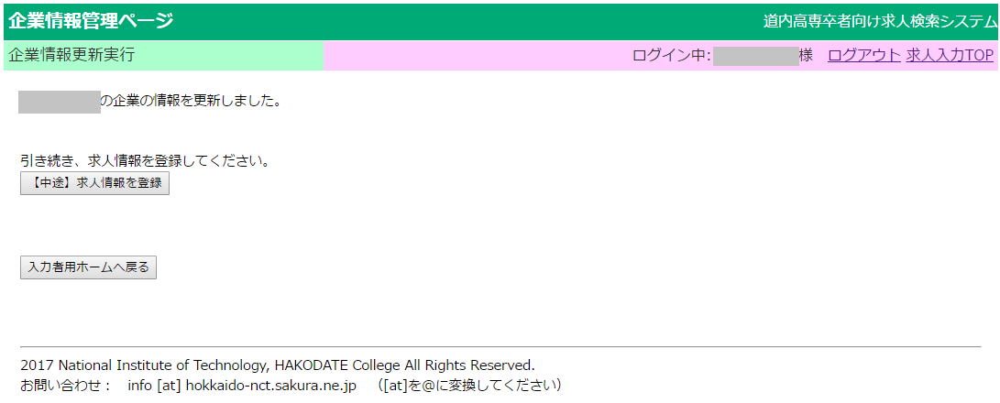 企業情報管理ページ 道内高専卒者向け求人検索システム
企業情報更新実行 ログイン中: 様 ログアウト 求人入力TOP
の企業の情報を更新しました。
引き続き、求人情報を登録してください。
【中途】求人情報を登録
入力者用ホームへ戻る
2017 National Institute of Technology, HAKODATE College All Rights Reserved.
お問い合わせ： info [at] hokkaido-nct.sakura.ne.jp （[at]を@に変換してください）